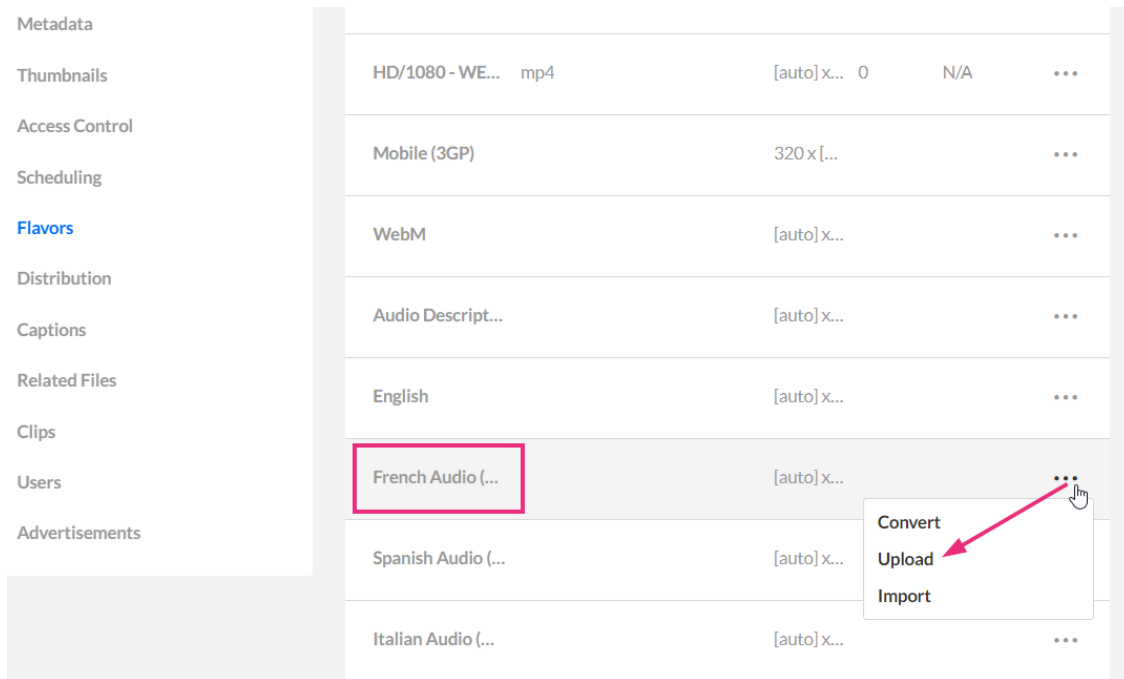 Metadata
Thumbnails
Access Control
Scheduling
Flavors
Distribution
Captions
Related Files
Clips
Users
Advertisements
HD/1080 - WE... mp4 [auto] x... 0 N/A
Mobile (3GP) 320 x [...
WebM [auto] x...
Audio Descript... [auto] x...
English [auto] x...
French Audio (... [auto] x...
Convert
Upload
Import
Spanish Audio (... [auto] x...
Italian Audio (... [auto] x...